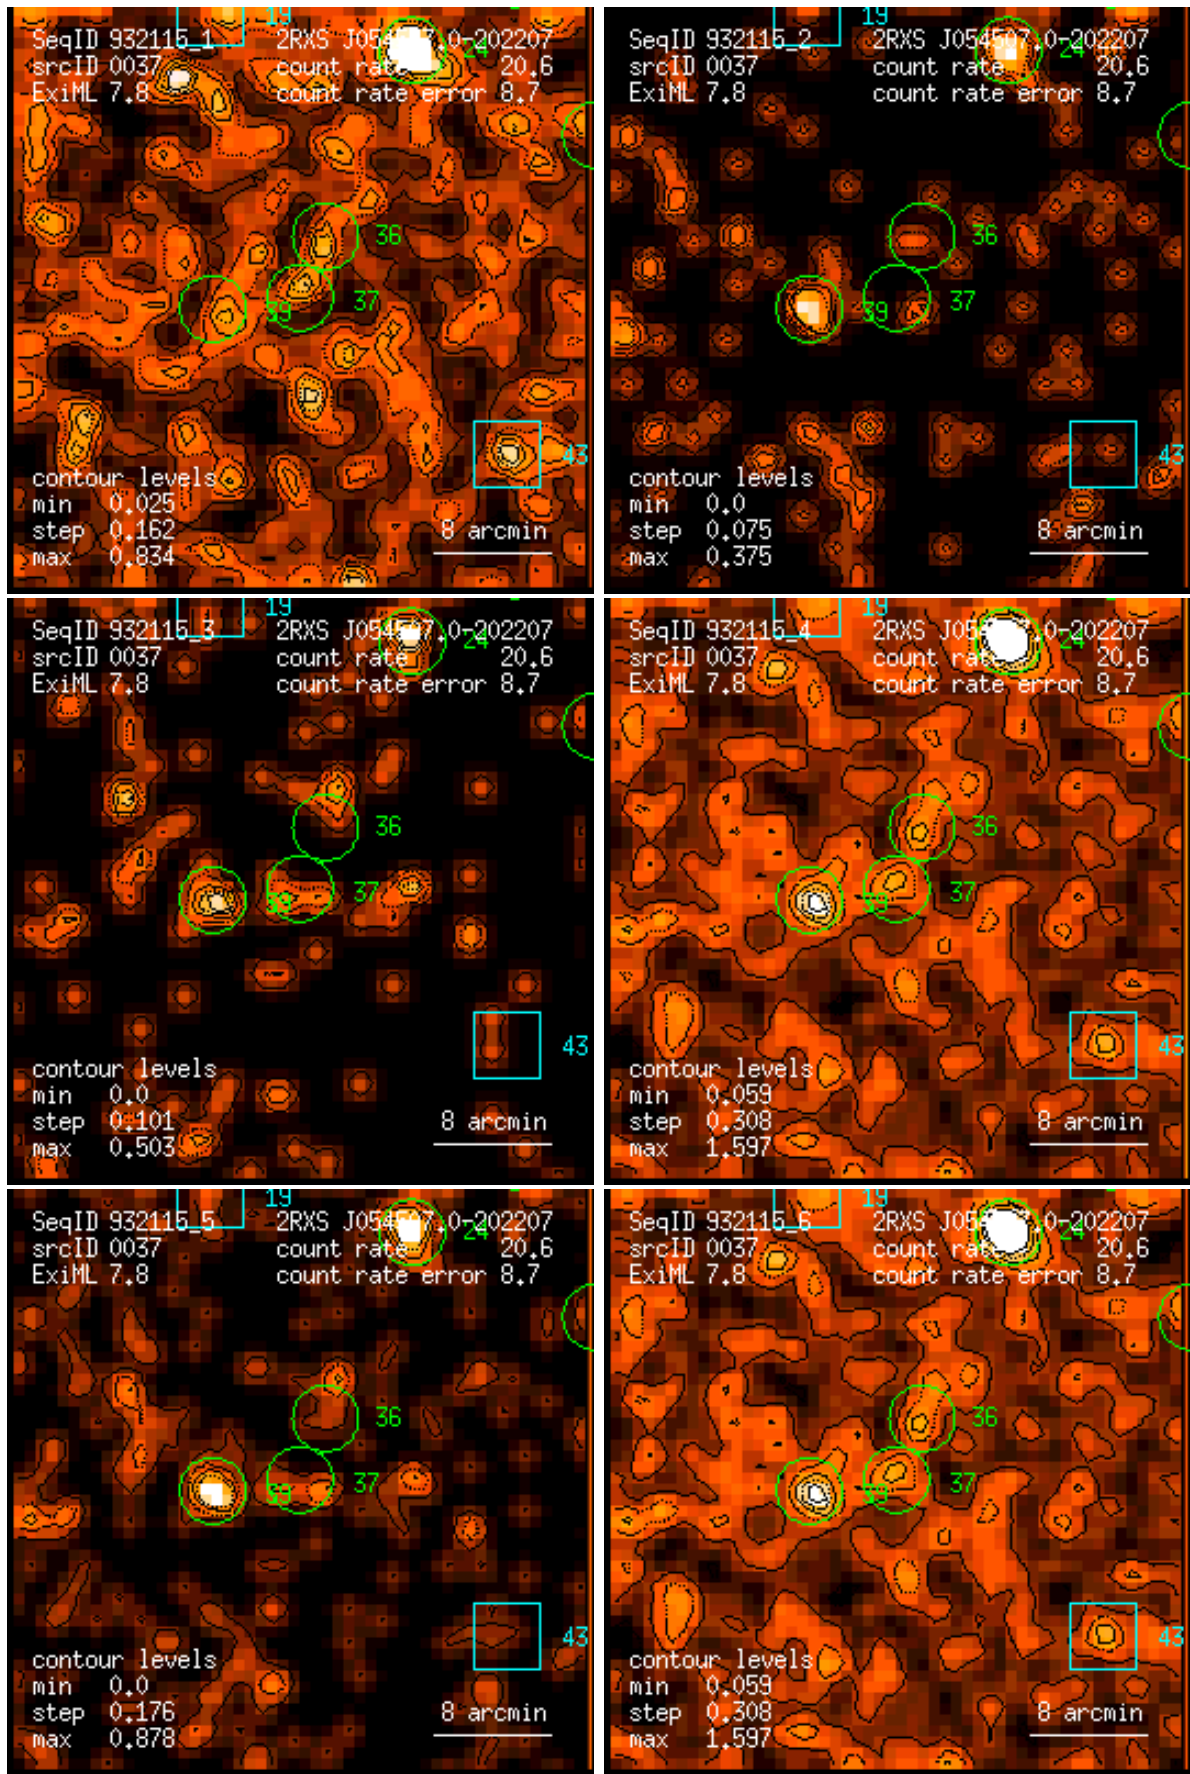 19
SeqID 932115_1 2RXS J054507.0-202207
srcID 0037 count rate 20.6
24
ExiML 7.8 count rate error 8.7
36
37
39
43
contour levels
min 0.025
step 0.162 8 arcmin
max 0.834
19
SeqID 932115_2 2RXS J054507.0-202207
srcID 0037 count rate 20.6
24
ExiML 7.8 count rate error 8.7
36
37
39
43
contour levels
min 0.0
step 0.075 8 arcmin
max 0.375
19
SeqID 932115_3 2RXS J054507.0-202207
srcID 0037 count rate 20.6
24
ExiML 7.8 count rate error 8.7
36
37
39
43
contour levels
min 0.0
step 0.101 8 arcmin
max 0.503
19
SeqID 932115_4 2RXS J054507.0-202207
srcID 0037 count rate 20.6
24
ExiML 7.8 count rate error 8.7
36
37
39
43
contour levels
min 0.059
step 0.308 8 arcmin
max 1.597
19
SeqID 932115_5 2RXS J054507.0-202207
srcID 0037 count rate 20.6
24
ExiML 7.8 count rate error 8.7
36
37
39
43
contour levels
min 0.0
step 0.176 8 arcmin
max 0.878
19
SeqID 932115_6 2RXS J054507.0-202207
srcID 0037 count rate 20.6
24
ExiML 7.8 count rate error 8.7
36
37
39
43
contour levels
min 0.059
step 0.308 8 arcmin
max 1.597